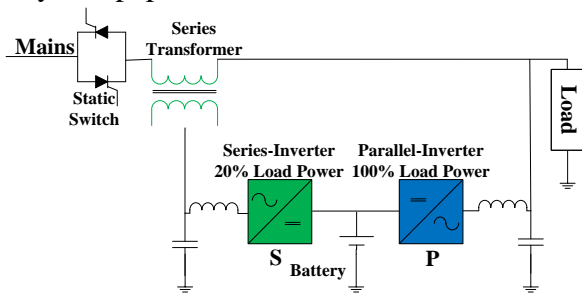 Series
Transformer
Mains
Static
Switch
Load
Series-Inverter
20% Load Power
Parallel-Inverter
100% Load Power
S
Battery
P